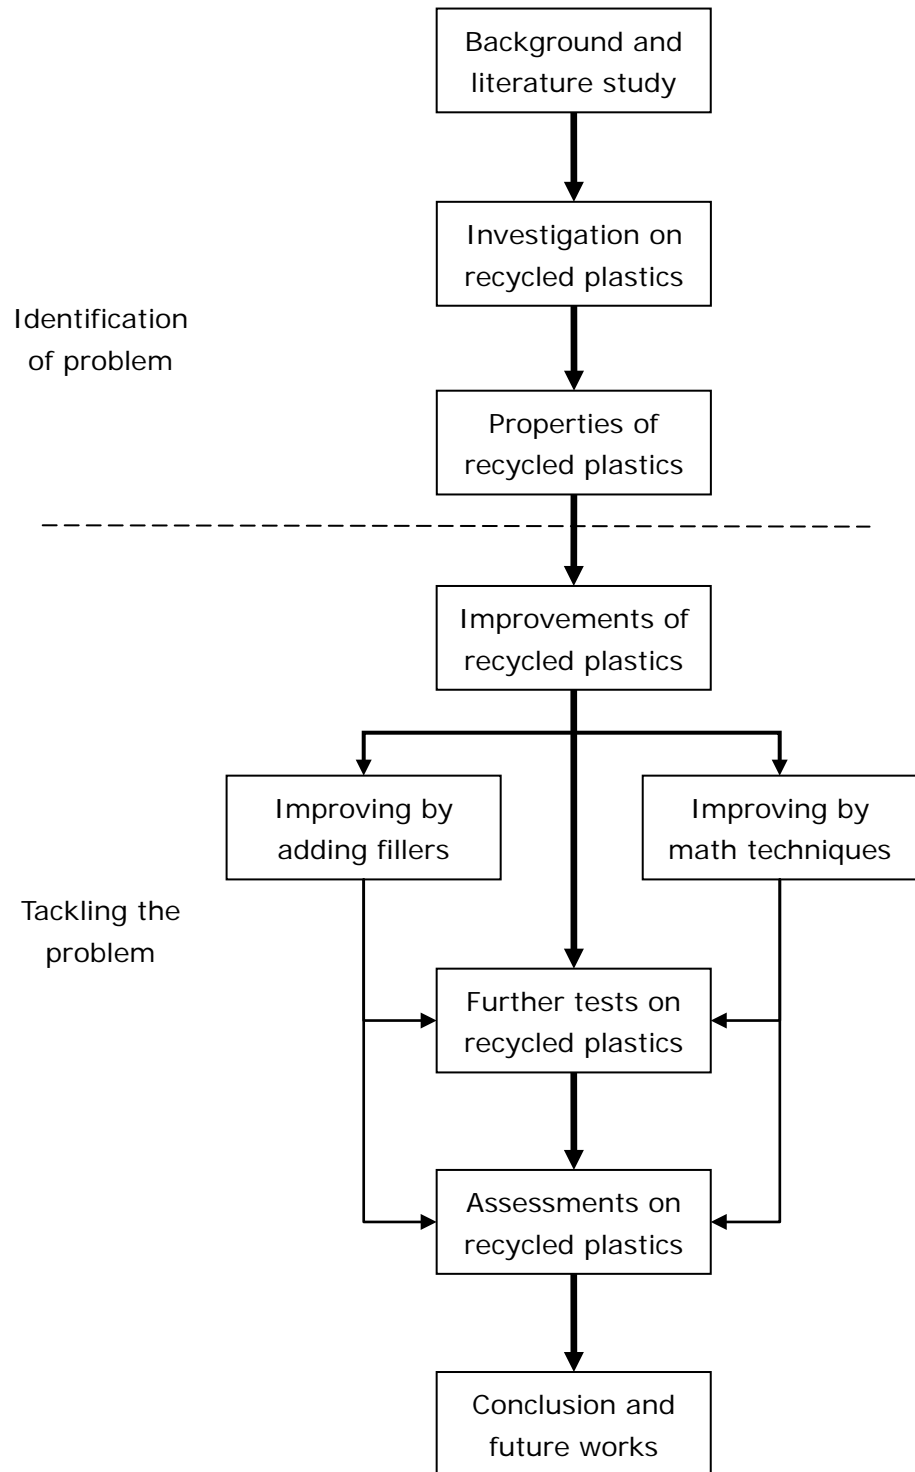 Background and
literature study
Investigation on
recycled plastics
Identification
of problem
Properties of
recycled plastics
Improvements of
recycled plastics
Improving by
adding fillers
Improving by
math techniques
Tackling the
problem
Further tests on
recycled plastics
Assessments on
recycled plastics
Conclusion and
future works